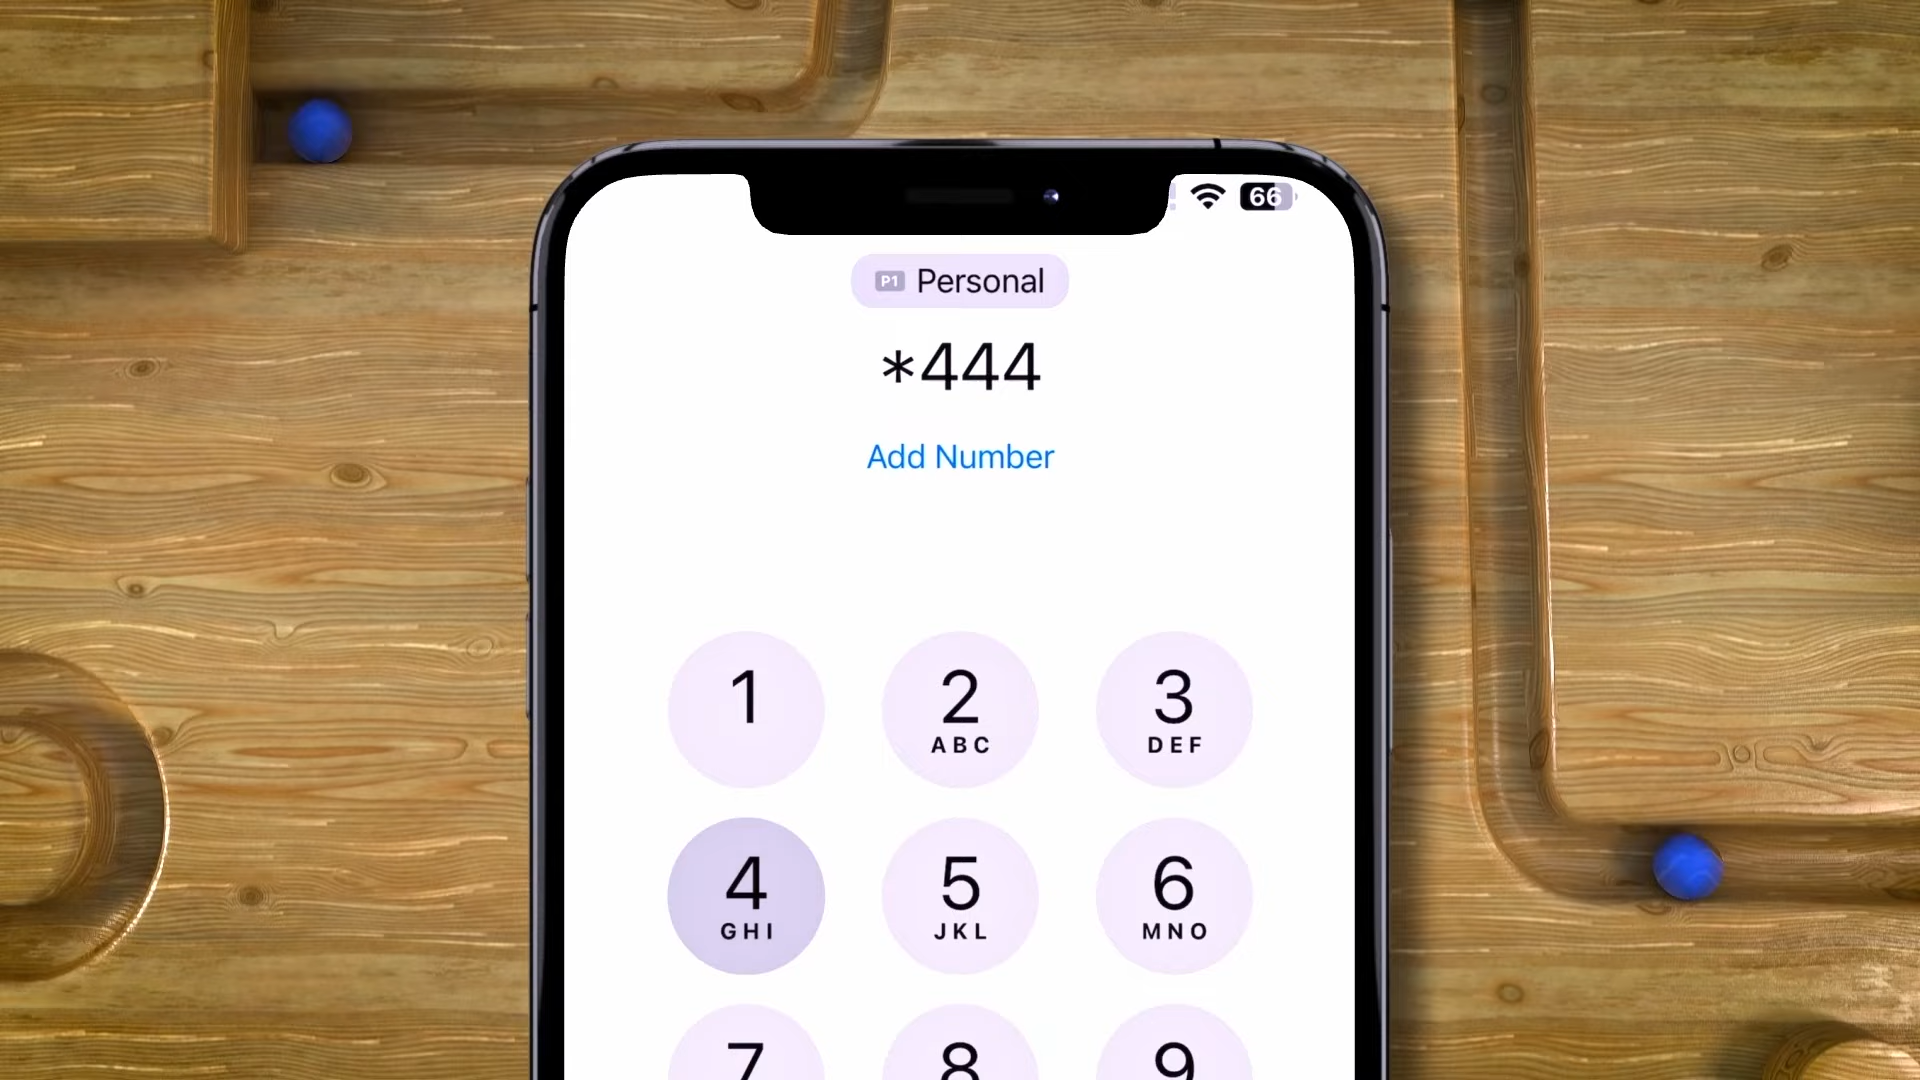 66
P1 Personal
*444
Add Number
1 2 3
ABC DEF
4 5 6
GHI JKL MNO
7 8 9